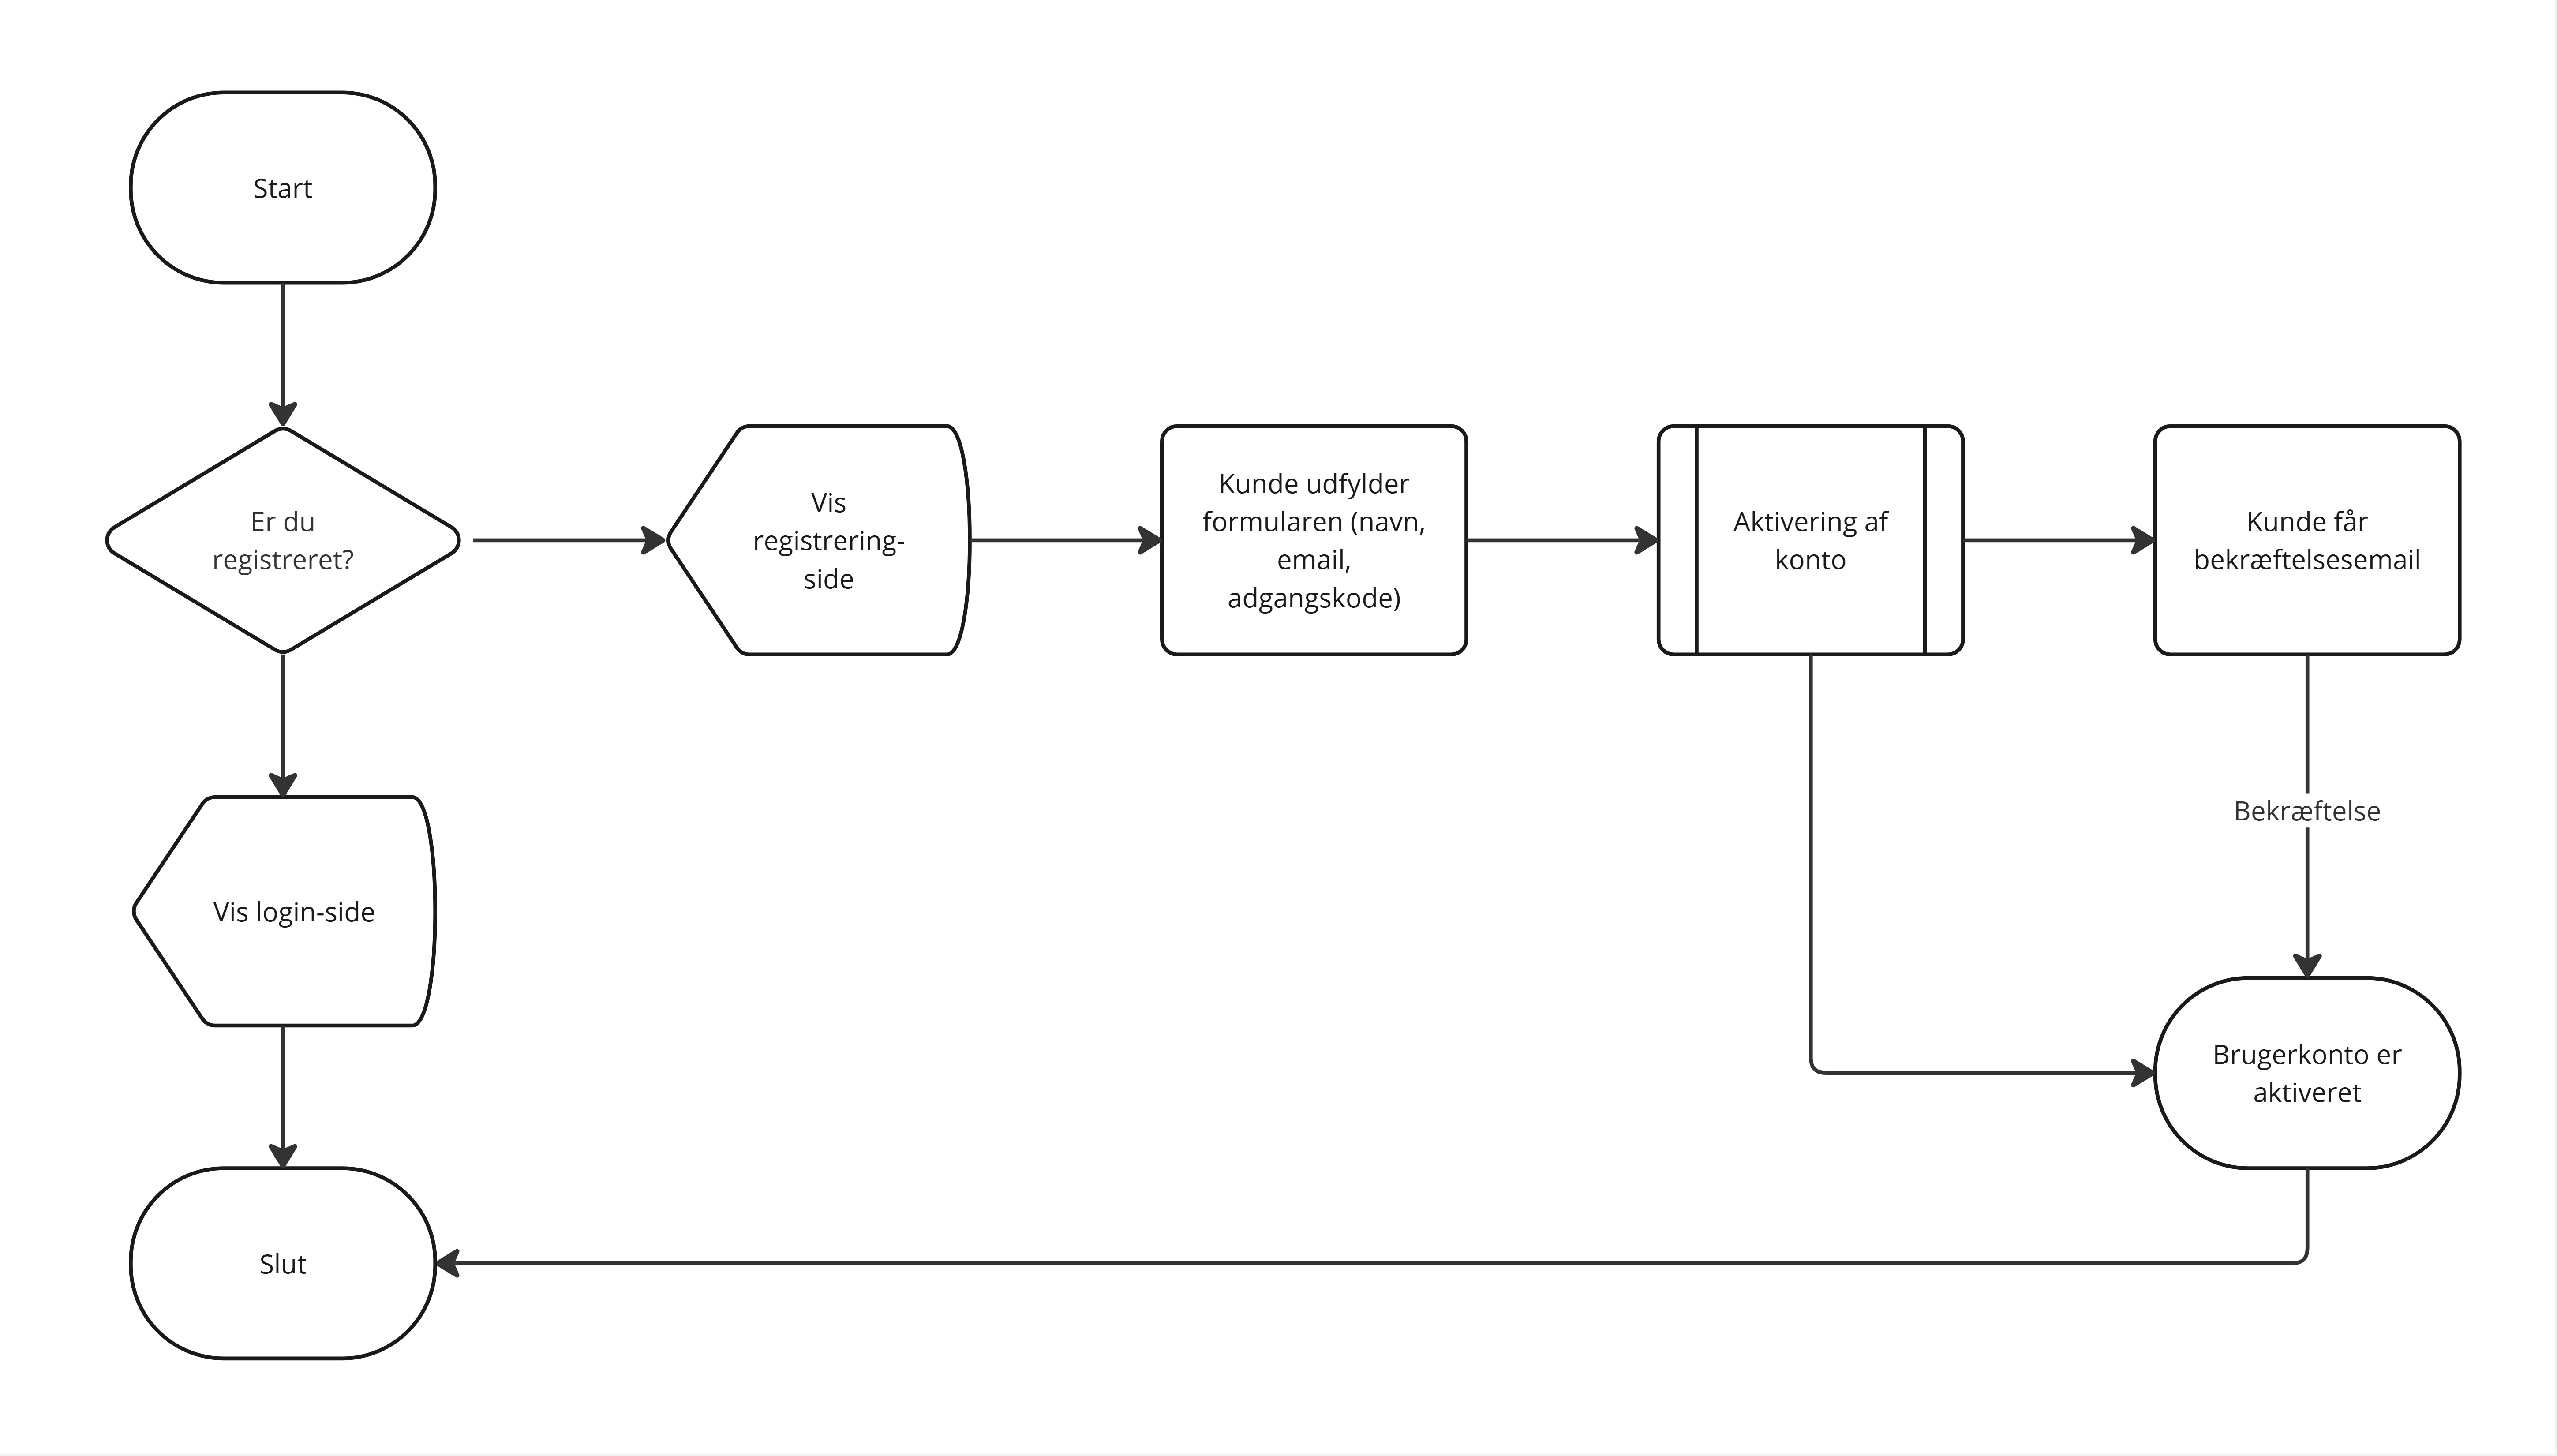 Start
Er du
registreret?
Vis
registrering-
side
Kunde udfylder
formularen (navn,
email,
adgangskode)
Aktivering af
konto
Kunde får
bekræftelsesemail
Bekræftelse
Vis login-side
Brugerkonto er
aktiveret
Slut